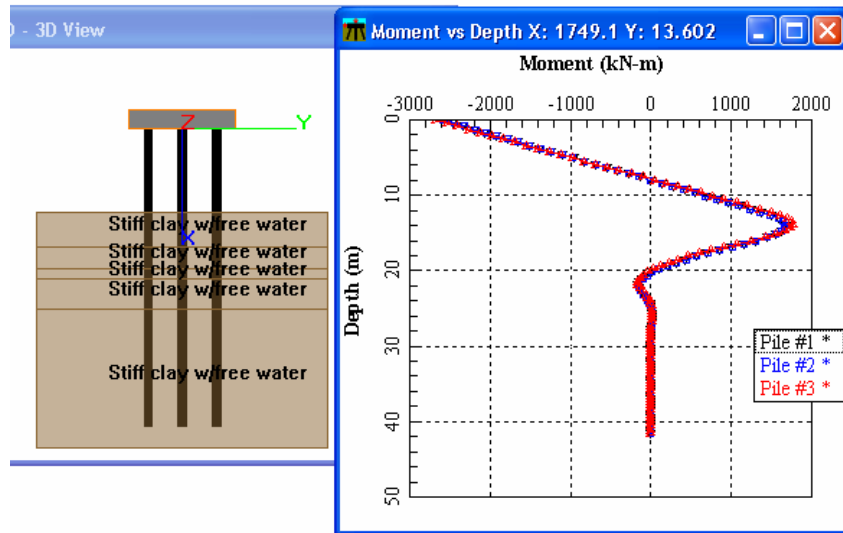 D - 3D View
Z
Y
X
Stiff clay w/free water
Stiff clay w/free water
Stiff clay w/free water
Stiff clay w/free water
Stiff clay w/free water
Moment vs Depth X: 1749.1 Y: 13.602
Moment (kN-m)
-3000 -2000 -1000 0 1000 2000
Depth (m)
0
10
20
30
40
50
Pile #1 *
Pile #2 *
Pile #3 *